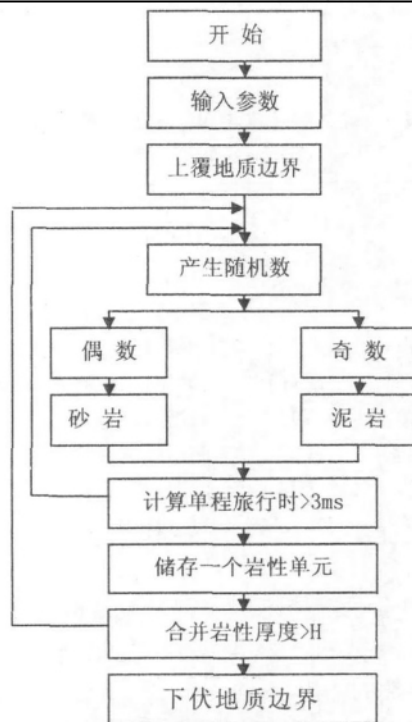 开 始
输入参数
上覆地质边界
产生随机数
偶 数
奇 数
砂 岩
泥 岩
计算单程旅行时>3ms
储存一个岩性单元
合并岩性厚度>H
下伏地质边界